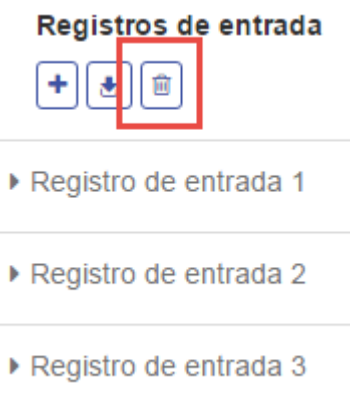 Registros de entrada
Registro de entrada 1
Registro de entrada 2
Registro de entrada 3